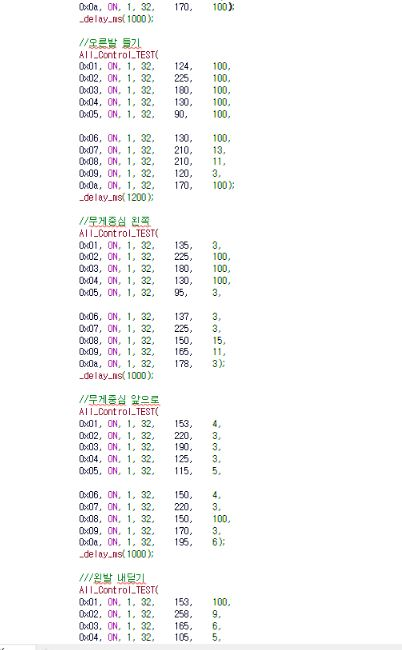 0x0a, ON, 1, 32, 170, 100);
_delay_ms(1000);
//오른발 들기
All_Control_TEST(
0x01, ON, 1, 32, 124, 100,
0x02, ON, 1, 32, 225, 100,
0x03, ON, 1, 32, 180, 100,
0x04, ON, 1, 32, 130, 100,
0x05, ON, 1, 32, 90, 100,
0x06, ON, 1, 32, 130, 100,
0x07, ON, 1, 32, 210, 13,
0x08, ON, 1, 32, 210, 11,
0x09, ON, 1, 32, 120, 3,
0x0a, ON, 1, 32, 170, 100);
_delay_ms(1200);
//무게중심 왼쪽
All_Control_TEST(
0x01, ON, 1, 32, 135, 3,
0x02, ON, 1, 32, 225, 100,
0x03, ON, 1, 32, 180, 100,
0x04, ON, 1, 32, 130, 100,
0x05, ON, 1, 32, 95, 3,
0x06, ON, 1, 32, 137, 3,
0x07, ON, 1, 32, 225, 3,
0x08, ON, 1, 32, 150, 15,
0x09, ON, 1, 32, 165, 11,
0x0a, ON, 1, 32, 178, 3);
_delay_ms(1000);
//무게중심 앞으로
All_Control_TEST(
0x01, ON, 1, 32, 153, 4,
0x02, ON, 1, 32, 220, 3,
0x03, ON, 1, 32, 190, 3,
0x04, ON, 1, 32, 125, 3,
0x05, ON, 1, 32, 115, 5,
0x06, ON, 1, 32, 150, 4,
0x07, ON, 1, 32, 220, 3,
0x08, ON, 1, 32, 150, 100,
0x09, ON, 1, 32, 170, 3,
0x0a, ON, 1, 32, 195, 6);
_delay_ms(1000);
///왼발 내딛기
All_Control_TEST(
0x01, ON, 1, 32, 153, 100,
0x02, ON, 1, 32, 258, 9,
0x03, ON, 1, 32, 165, 6,
0x04, ON, 1, 32, 105, 5,